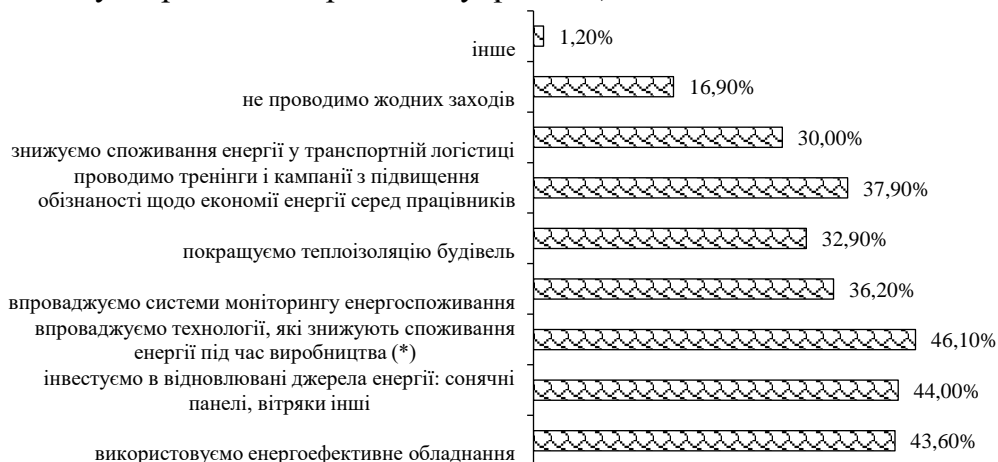 інше
1,20%
не проводимо жодних заходів
16,90%
знижуємо споживання енергії у транспортній логістиці
30,00%
проводимо тренінги і кампанії з підвищення
обізнаності щодо економії енергії серед працівників
37,90%
покращуємо теплоізоляцію будівель
32,90%
впроваджуємо системи моніторингу енергоспоживання
36,20%
впроваджуємо технології, які знижують споживання
енергії під час виробництва (*)
46,10%
інвестуємо в відновлювані джерела енергії: сонячні
панелі, вітряки інші
44,00%
використовуємо енергоефективне обладнання
43,60%